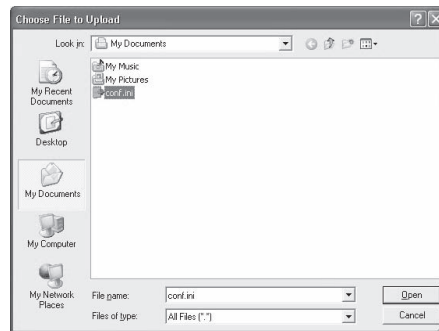 Choose File to Upload
Look in: My Documents
My Music
My Pictures
conf.ini
My Recent
Documents
Desktop
My Documents
My Computer
My Network
Places
File name: conf.ini Open
Files of type: All Files (*.*) Cancel